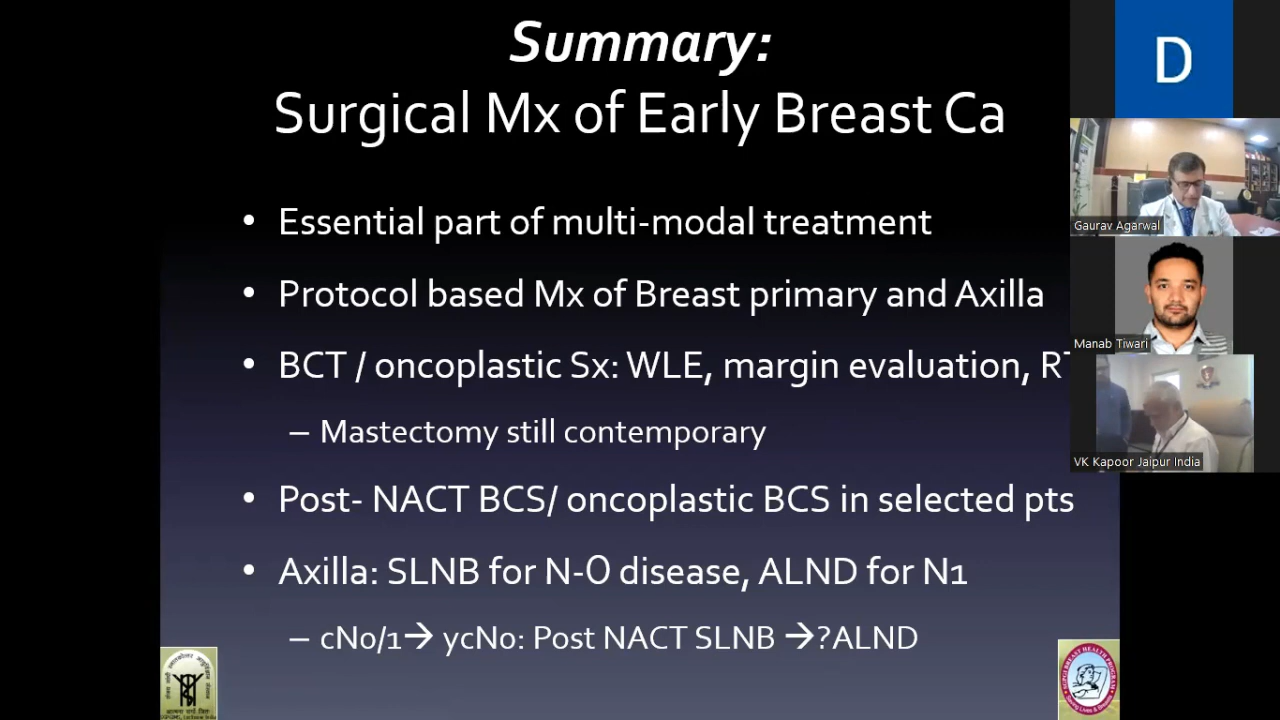 Summary:
Surgical Mx of Early Breast Ca
• Essential part of multi-modal treatment
• Protocol based Mx of Breast primary and Axilla
• BCT / oncoplastic Sx: WLE, margin evaluation, RT
– Mastectomy still contemporary
• Post- NACT BCS/ oncoplastic BCS in selected pts
• Axilla: SLNB for N-0 disease, ALND for N1
– cN0/1→ ycN0: Post NACT SLNB →?ALND
D
Gaurav Agarwal
Manab Tiwari
VK Kapoor Jaipur India